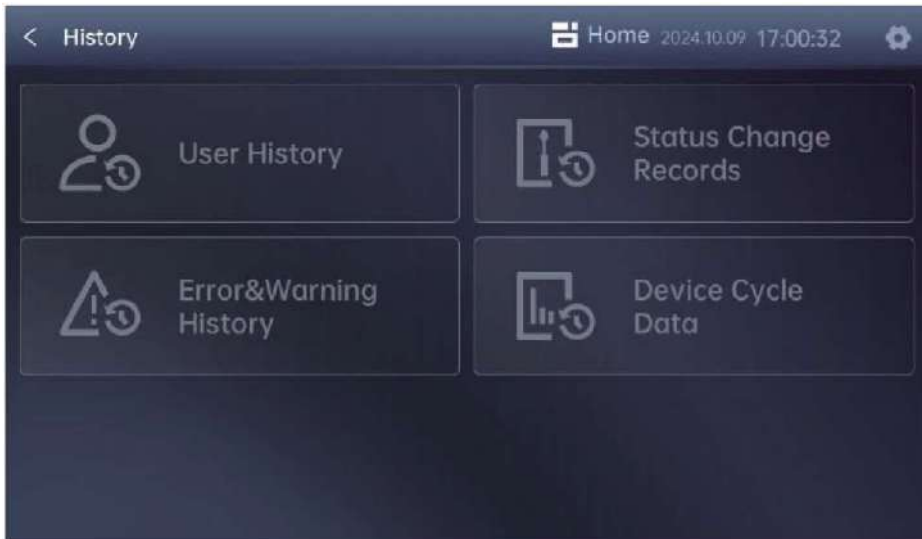 < History
Home 2024.10.09 17:00:32
User History
Status Change
Records
Error&Warning
History
Device Cycle
Data